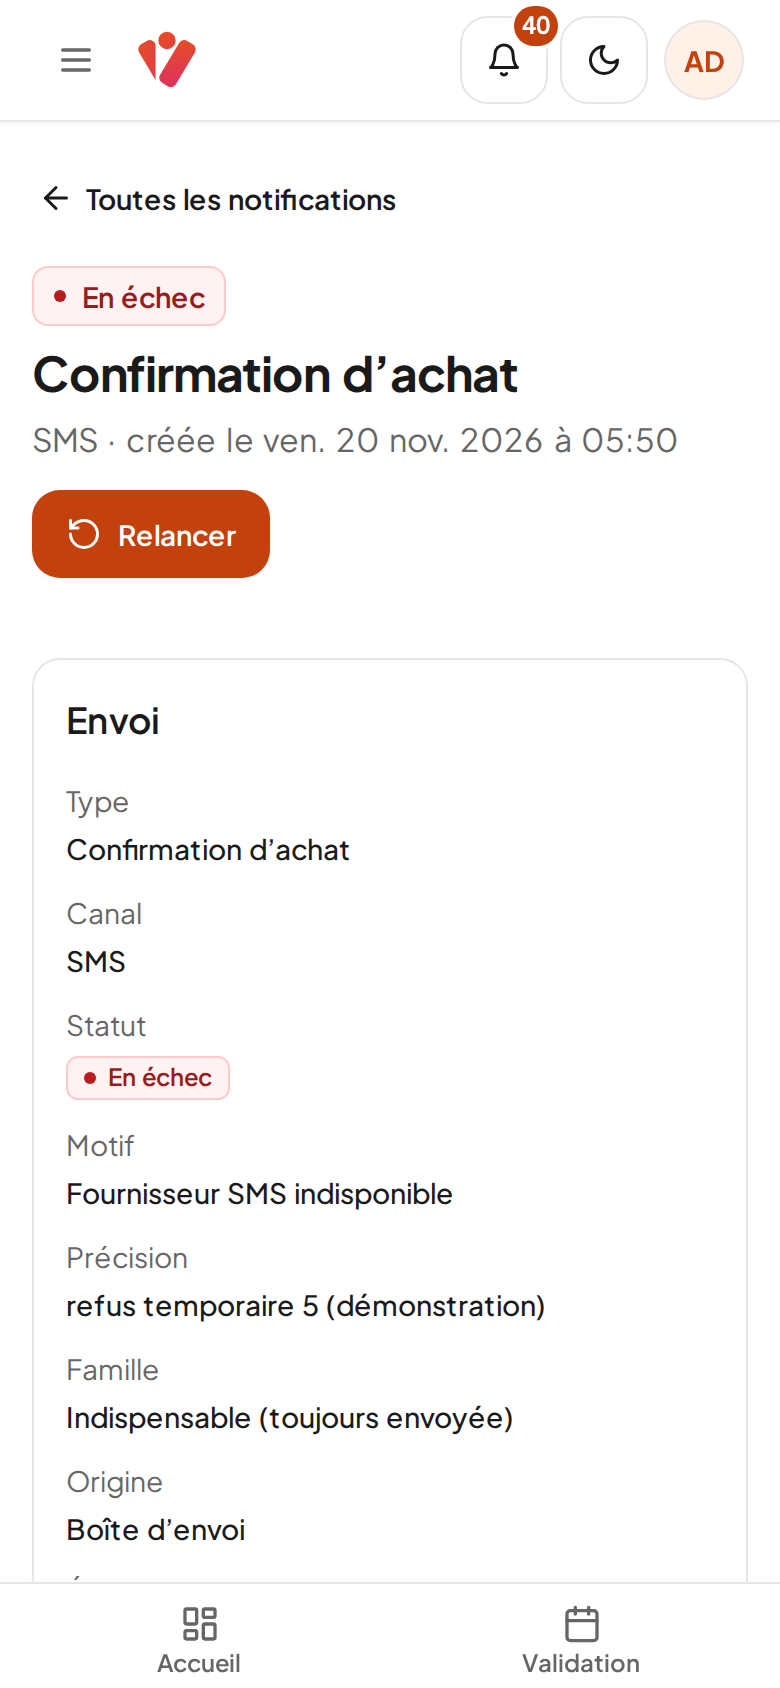 40
AD
Toutes les notifications
En échec
Confirmation d’achat
SMS · créée le ven. 20 nov. 2026 à 05:50
Relancer
Envoi
Type
Confirmation d’achat
Canal
SMS
Statut
En échec
Motif
Fournisseur SMS indisponible
Précision
refus temporaire 5 (démonstration)
Famille
Indispensable (toujours envoyée)
Origine
Boîte d’envoi
Accueil
Validation